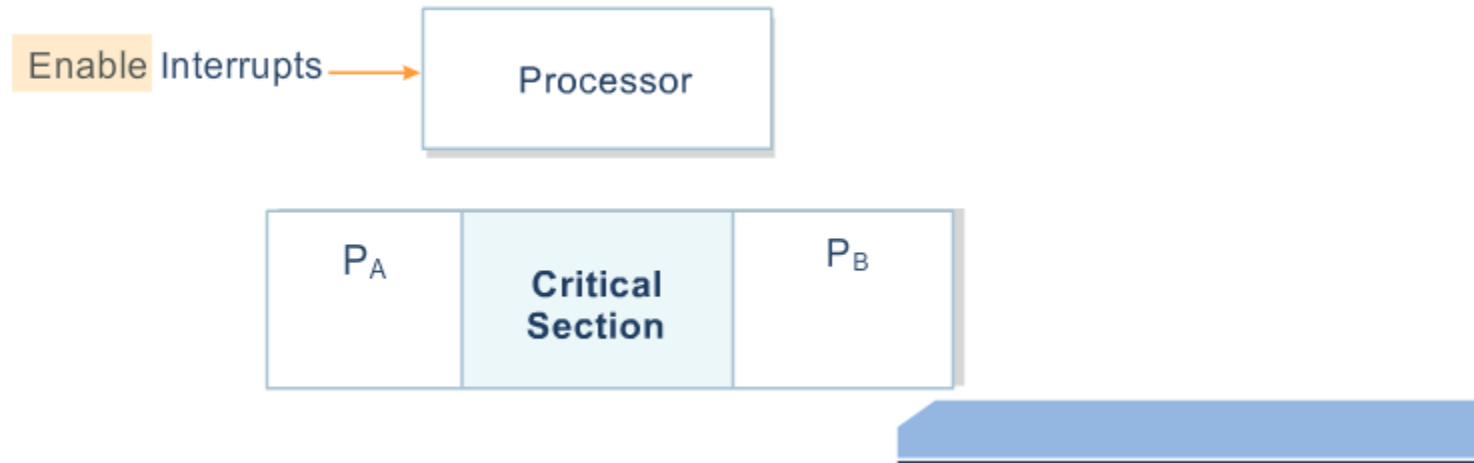 Enable Interrupts
Processor
PA
Critical
Section
PB